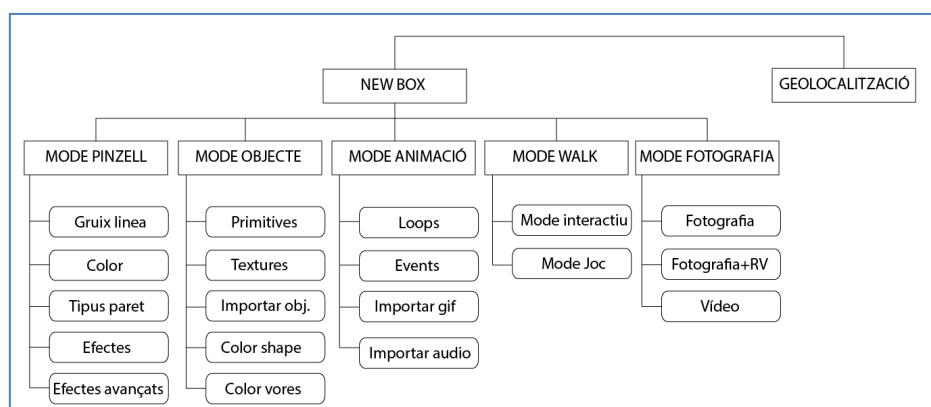 NEW BOX
GEOLOCALITZACIÓ
MODE PINZELL
MODE OBJECTE
MODE ANIMACIÓ
MODE WALK
MODE FOTOGRAFIA
Gruix linea
Color
Tipus paret
Efectes
Efectes avançats
Primitives
Textures
Importar obj.
Color shape
Color vores
Loops
Events
Importar gif
Importar audio
Mode interactiu
Mode Joc
Fotografia
Fotografia+RV
Vídeo